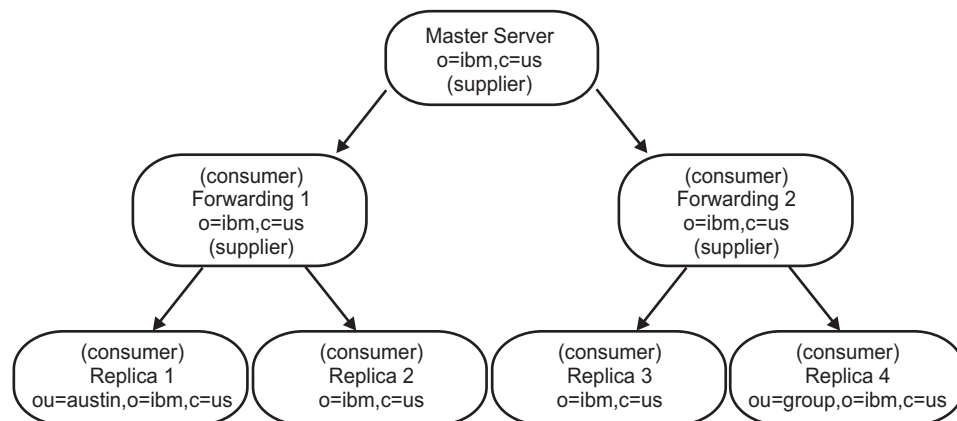 Master Server
o=ibm,c=us
(supplier)
(consumer)
Forwarding 1
o=ibm,c=us
(supplier)
(consumer)
Forwarding 2
o=ibm,c=us
(supplier)
(consumer)
Replica 1
ou=austin,o=ibm,c=us
(consumer)
Replica 2
o=ibm,c=us
(consumer)
Replica 3
o=ibm,c=us
(consumer)
Replica 4
ou=group,o=ibm,c=us